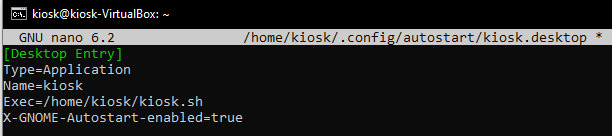 kiosk@kiosk-VirtualBox: ~
GNU nano 6.2 /home/kiosk/.config/autostart/kiosk.desktop *
[Desktop Entry]
Type=Application
Name=kiosk
Exec=/home/kiosk/kiosk.sh
X-GNOME-Autostart-enabled=true